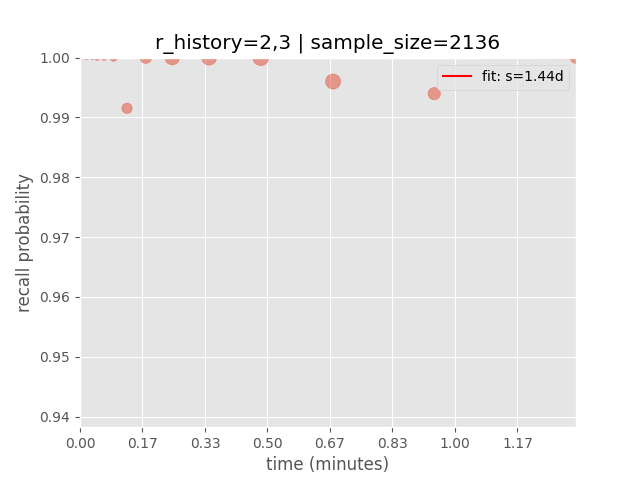 r_history=2,3 | sample_size=2136
1.00
0.99
0.98
0.97
0.96
0.95
0.94
recall probability
fit: s=1.44d
0.00 0.17 0.33 0.50 0.67 0.83 1.00 1.17
time (minutes)